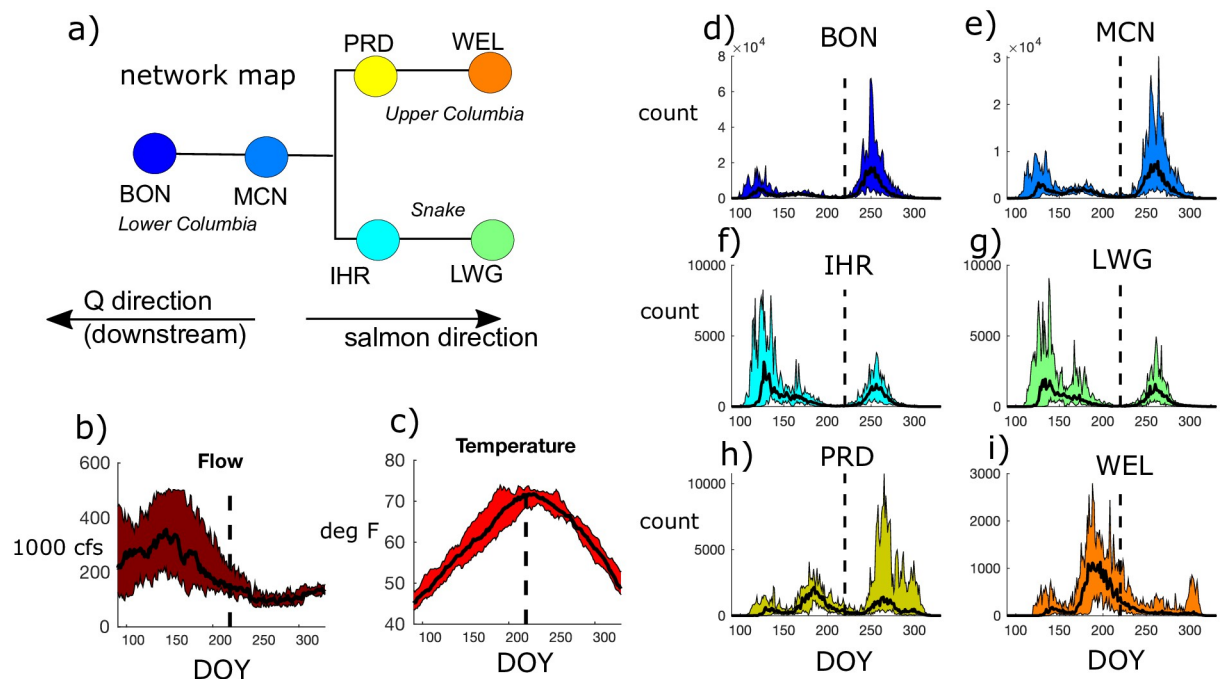 a)
network map
PRD
WEL
Upper Columbia
BON
MCN
Lower Columbia
Snake
IHR
LWG
Q direction
(downstream)
salmon direction
b)
Flow
600
400
200
0
1000 cfs
100
150
200
250
300
DOY
c)
Temperature
80
70
60
50
40
deg F
100
150
200
250
300
DOY
d)
BON
×10⁴
8
6
4
2
0
count
100
150
200
250
300
e)
MCN
×10⁴
3
2
1
0
100
150
200
250
300
f)
IHR
10000
5000
0
count
100
150
200
250
300
g)
LWG
10000
5000
0
100
150
200
250
300
h)
PRD
10000
5000
0
count
100
150
200
250
300
DOY
i)
WEL
3000
2000
1000
0
100
150
200
250
300
DOY